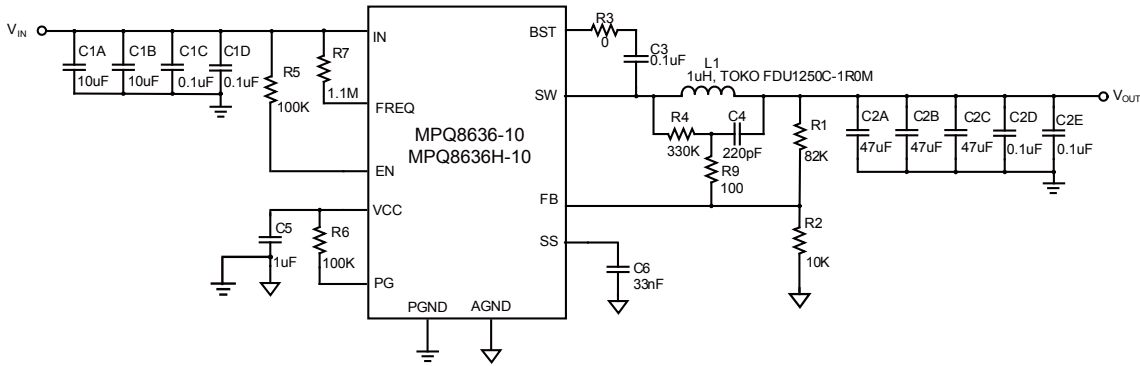 V_IN
C1A
10uF
C1B
10uF
C1C
0.1uF
C1D
0.1uF
R5
100K
R7
1.1M
IN
FREQ
EN
VCC
PG
C5
1uF
R6
100K
MPQ8636-10
MPQ8636H-10
PGND
AGND
BST
SW
FB
SS
R3
0
C3
0.1uF
L1
1uH, TOKO FDU1250C-1R0M
R4
330K
C4
220pF
R9
100
R1
82K
R2
10K
C6
33nF
C2A
47uF
C2B
47uF
C2C
47uF
C2D
0.1uF
C2E
0.1uF
V_OUT